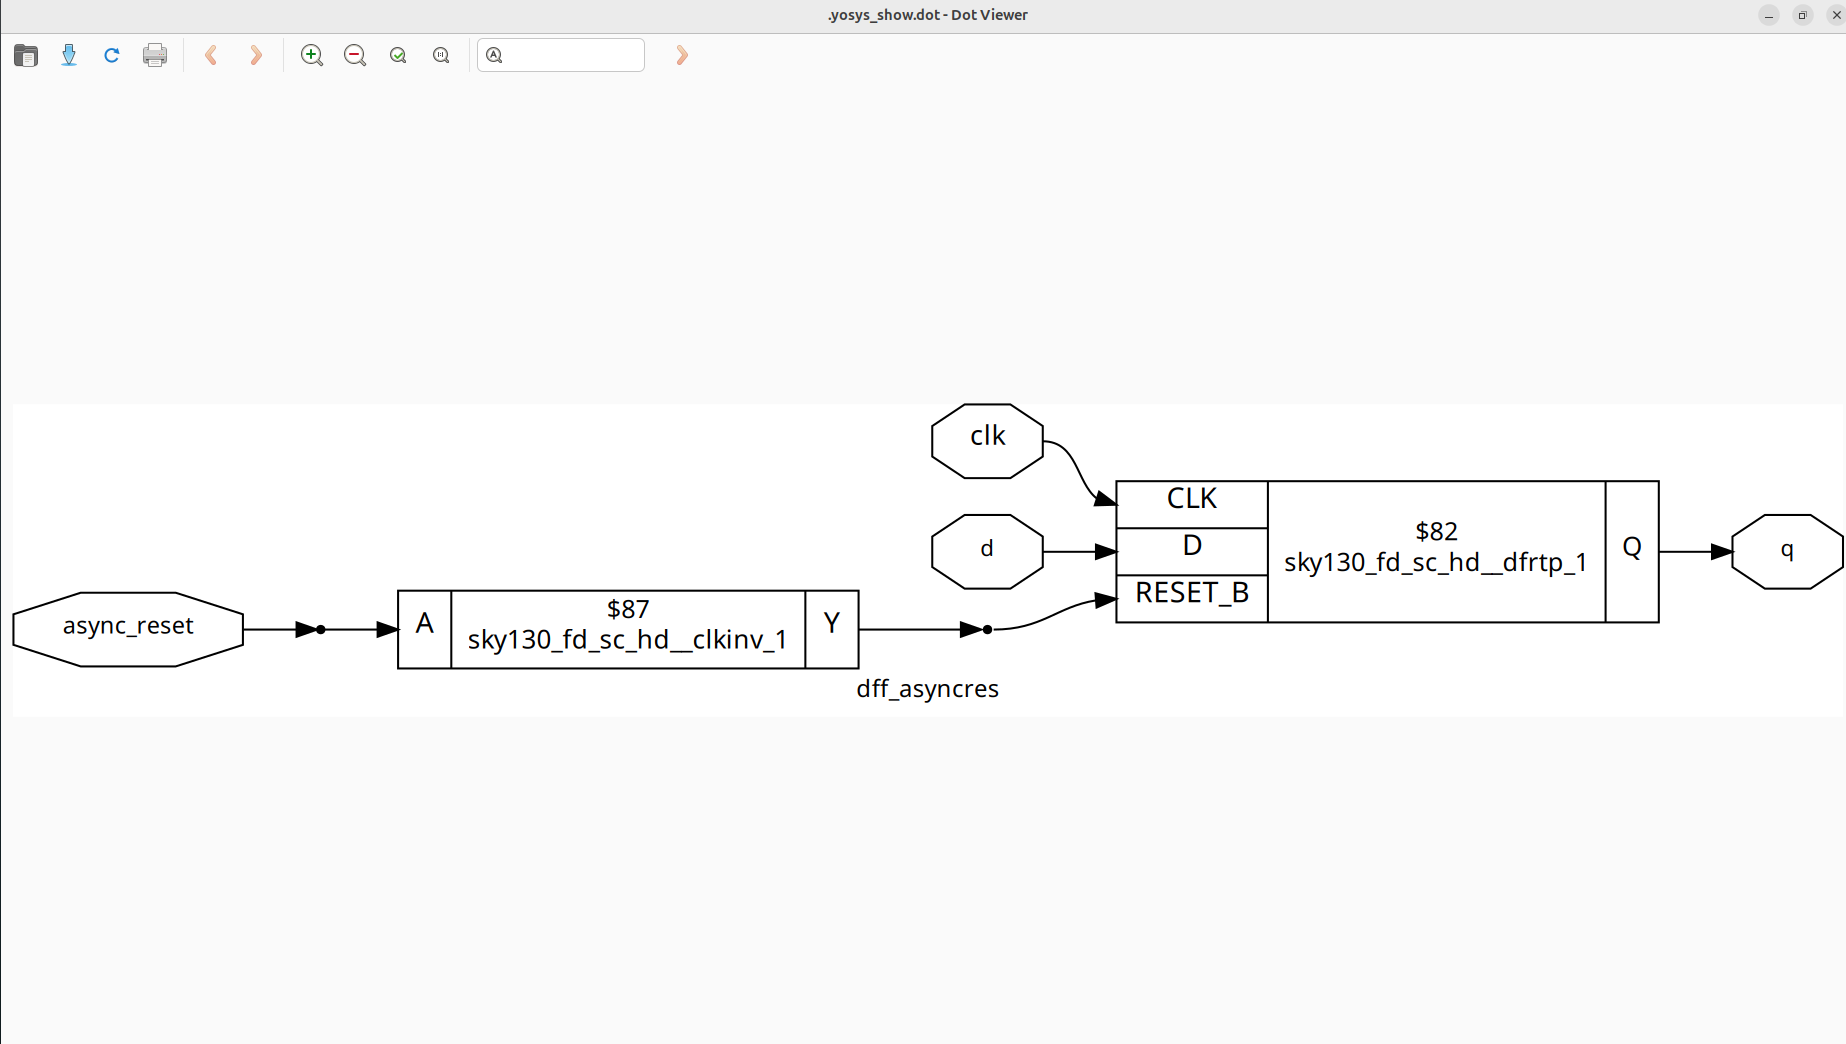 .yosys_show.dot - Dot Viewer
clk
CLK
d
D
$82
sky130_fd_sc_hd__dfrtp_1
Q
q
RESET_B
async_reset
A
$87
sky130_fd_sc_hd__clkinv_1
Y
dff_asyncres